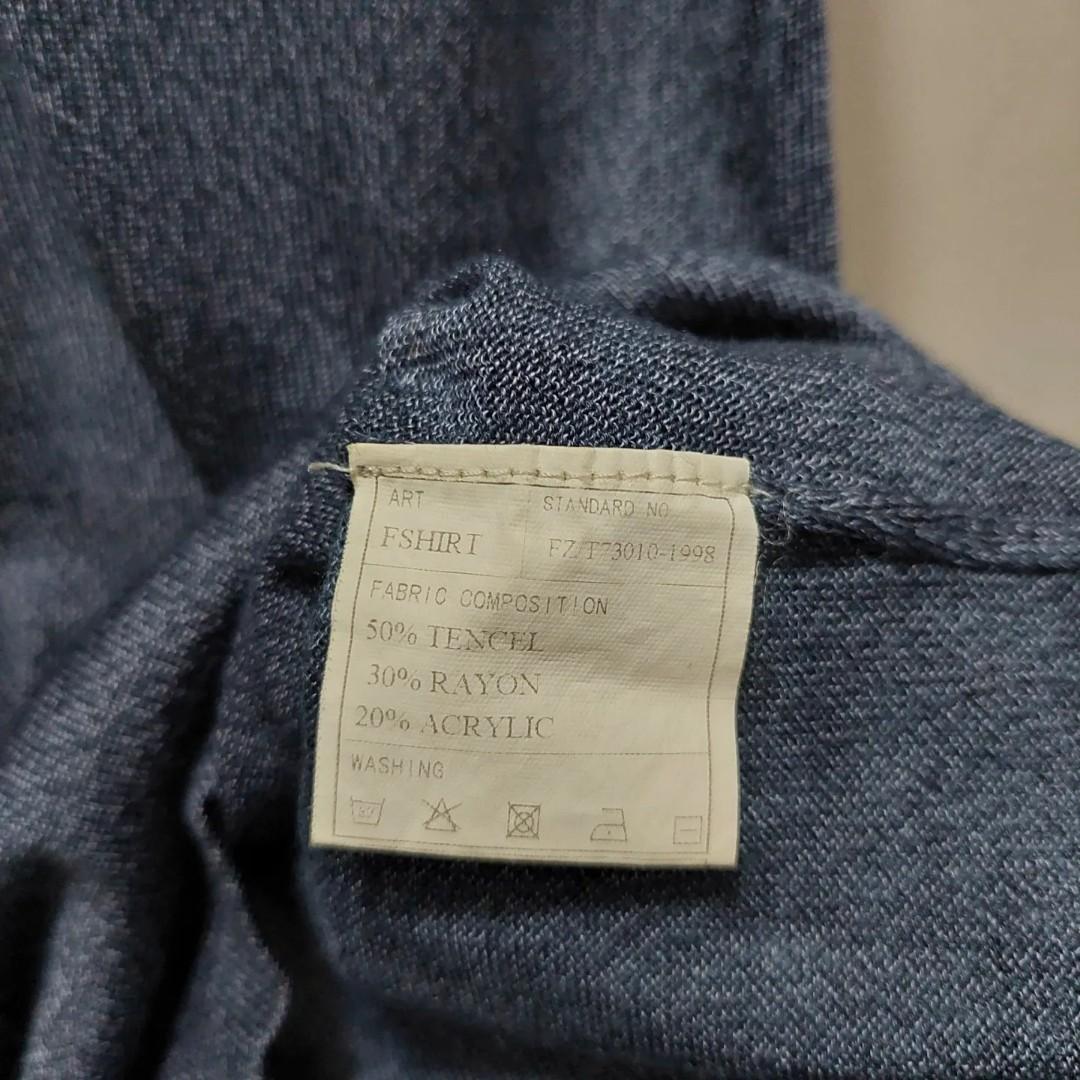 ART
STANDARD NO
FSHIRT
FZ/T73010-1998
FABRIC COMPOSITION
50% TENCEL
30% RAYON
20% ACRYLIC
WASHING